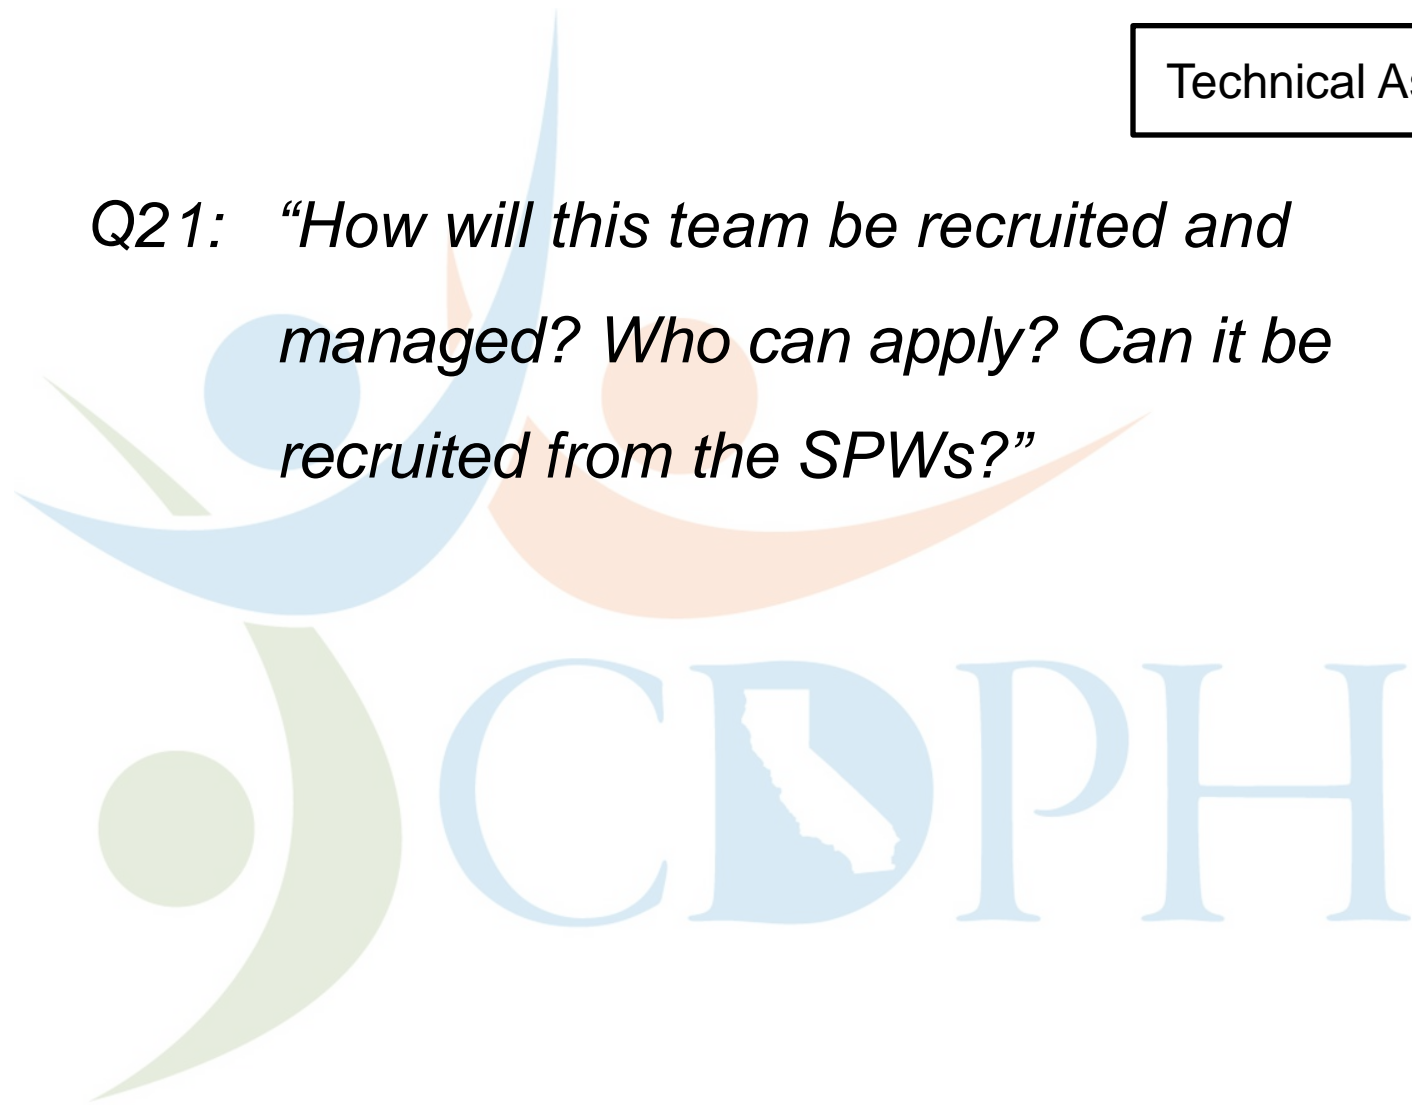 Technical
Q21: “How will this team be recruited and
managed? Who can apply? Can it be
recruited from the SPWs?”
CDPH